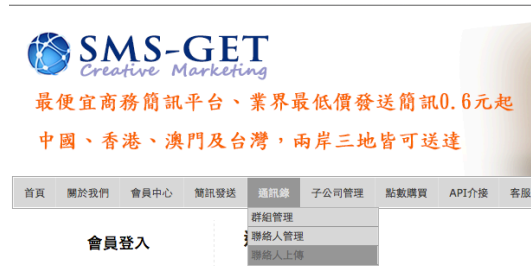 SMS-GET
Creative Marketing
最便宜商務簡訊平台、業界最低價發送簡訊0.6元起
中國、香港、澳門及台灣，兩岸三地皆可送達
首頁 關於我們 會員中心 簡訊發送 通訊錄 子公司管理 點數購買 API介接 客服
群組管理
聯絡人管理
聯絡人上傳
會員登入